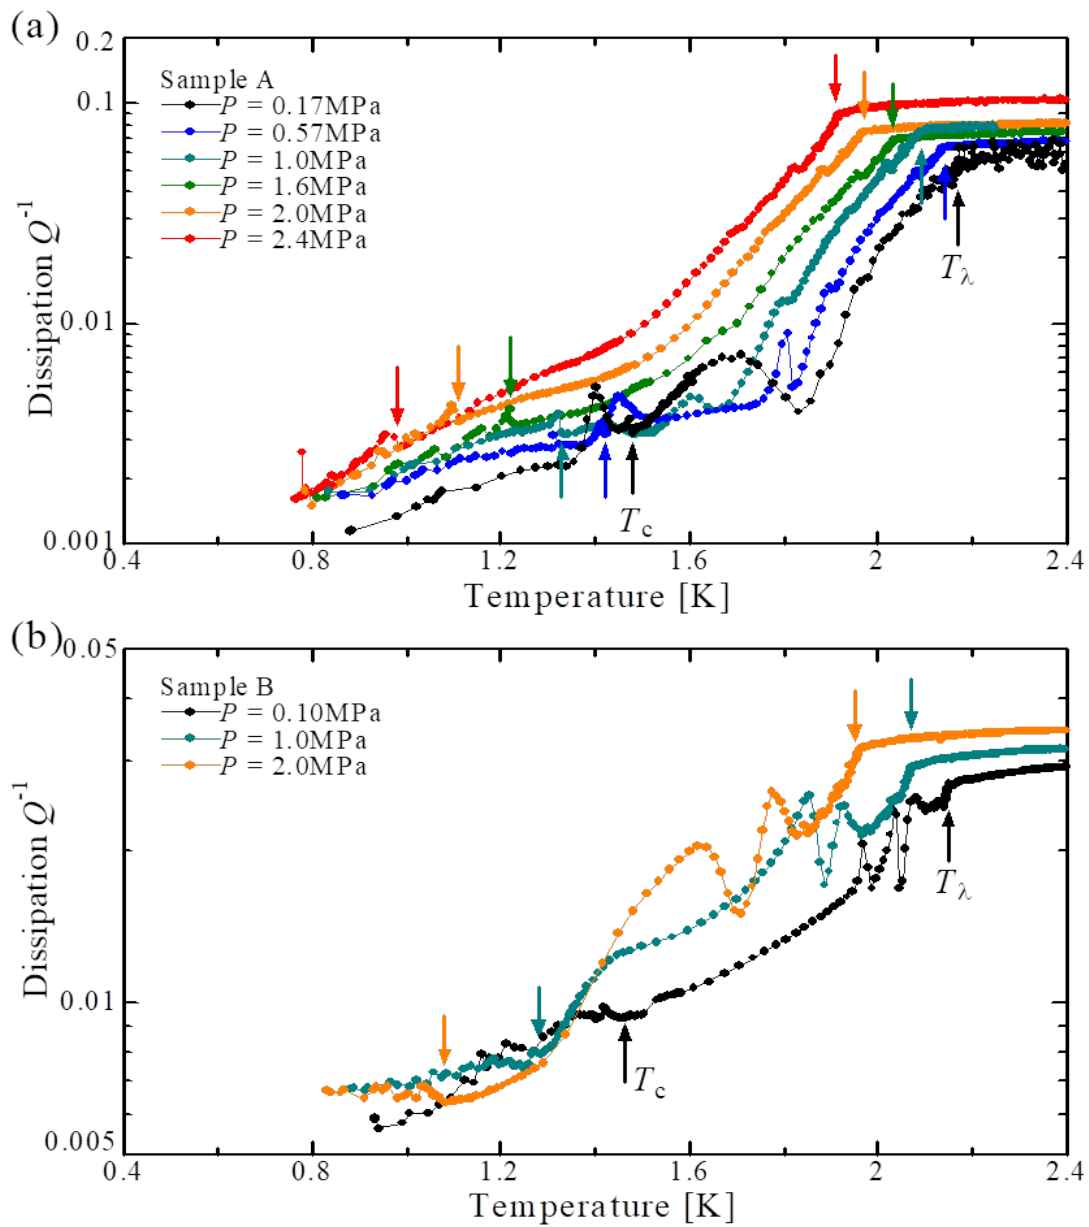 (a)
0.2
0.1
0.01
0.001
Dissipation Q⁻¹
Sample A
P = 0.17MPa
P = 0.57MPa
P = 1.0MPa
P = 1.6MPa
P = 2.0MPa
P = 2.4MPa
Tλ
Tc
0.4 0.8 1.2 1.6 2 2.4
Temperature [K]
(b)
0.05
0.01
0.005
Dissipation Q⁻¹
Sample B
P = 0.10MPa
P = 1.0MPa
P = 2.0MPa
Tλ
Tc
0.4 0.8 1.2 1.6 2 2.4
Temperature [K]